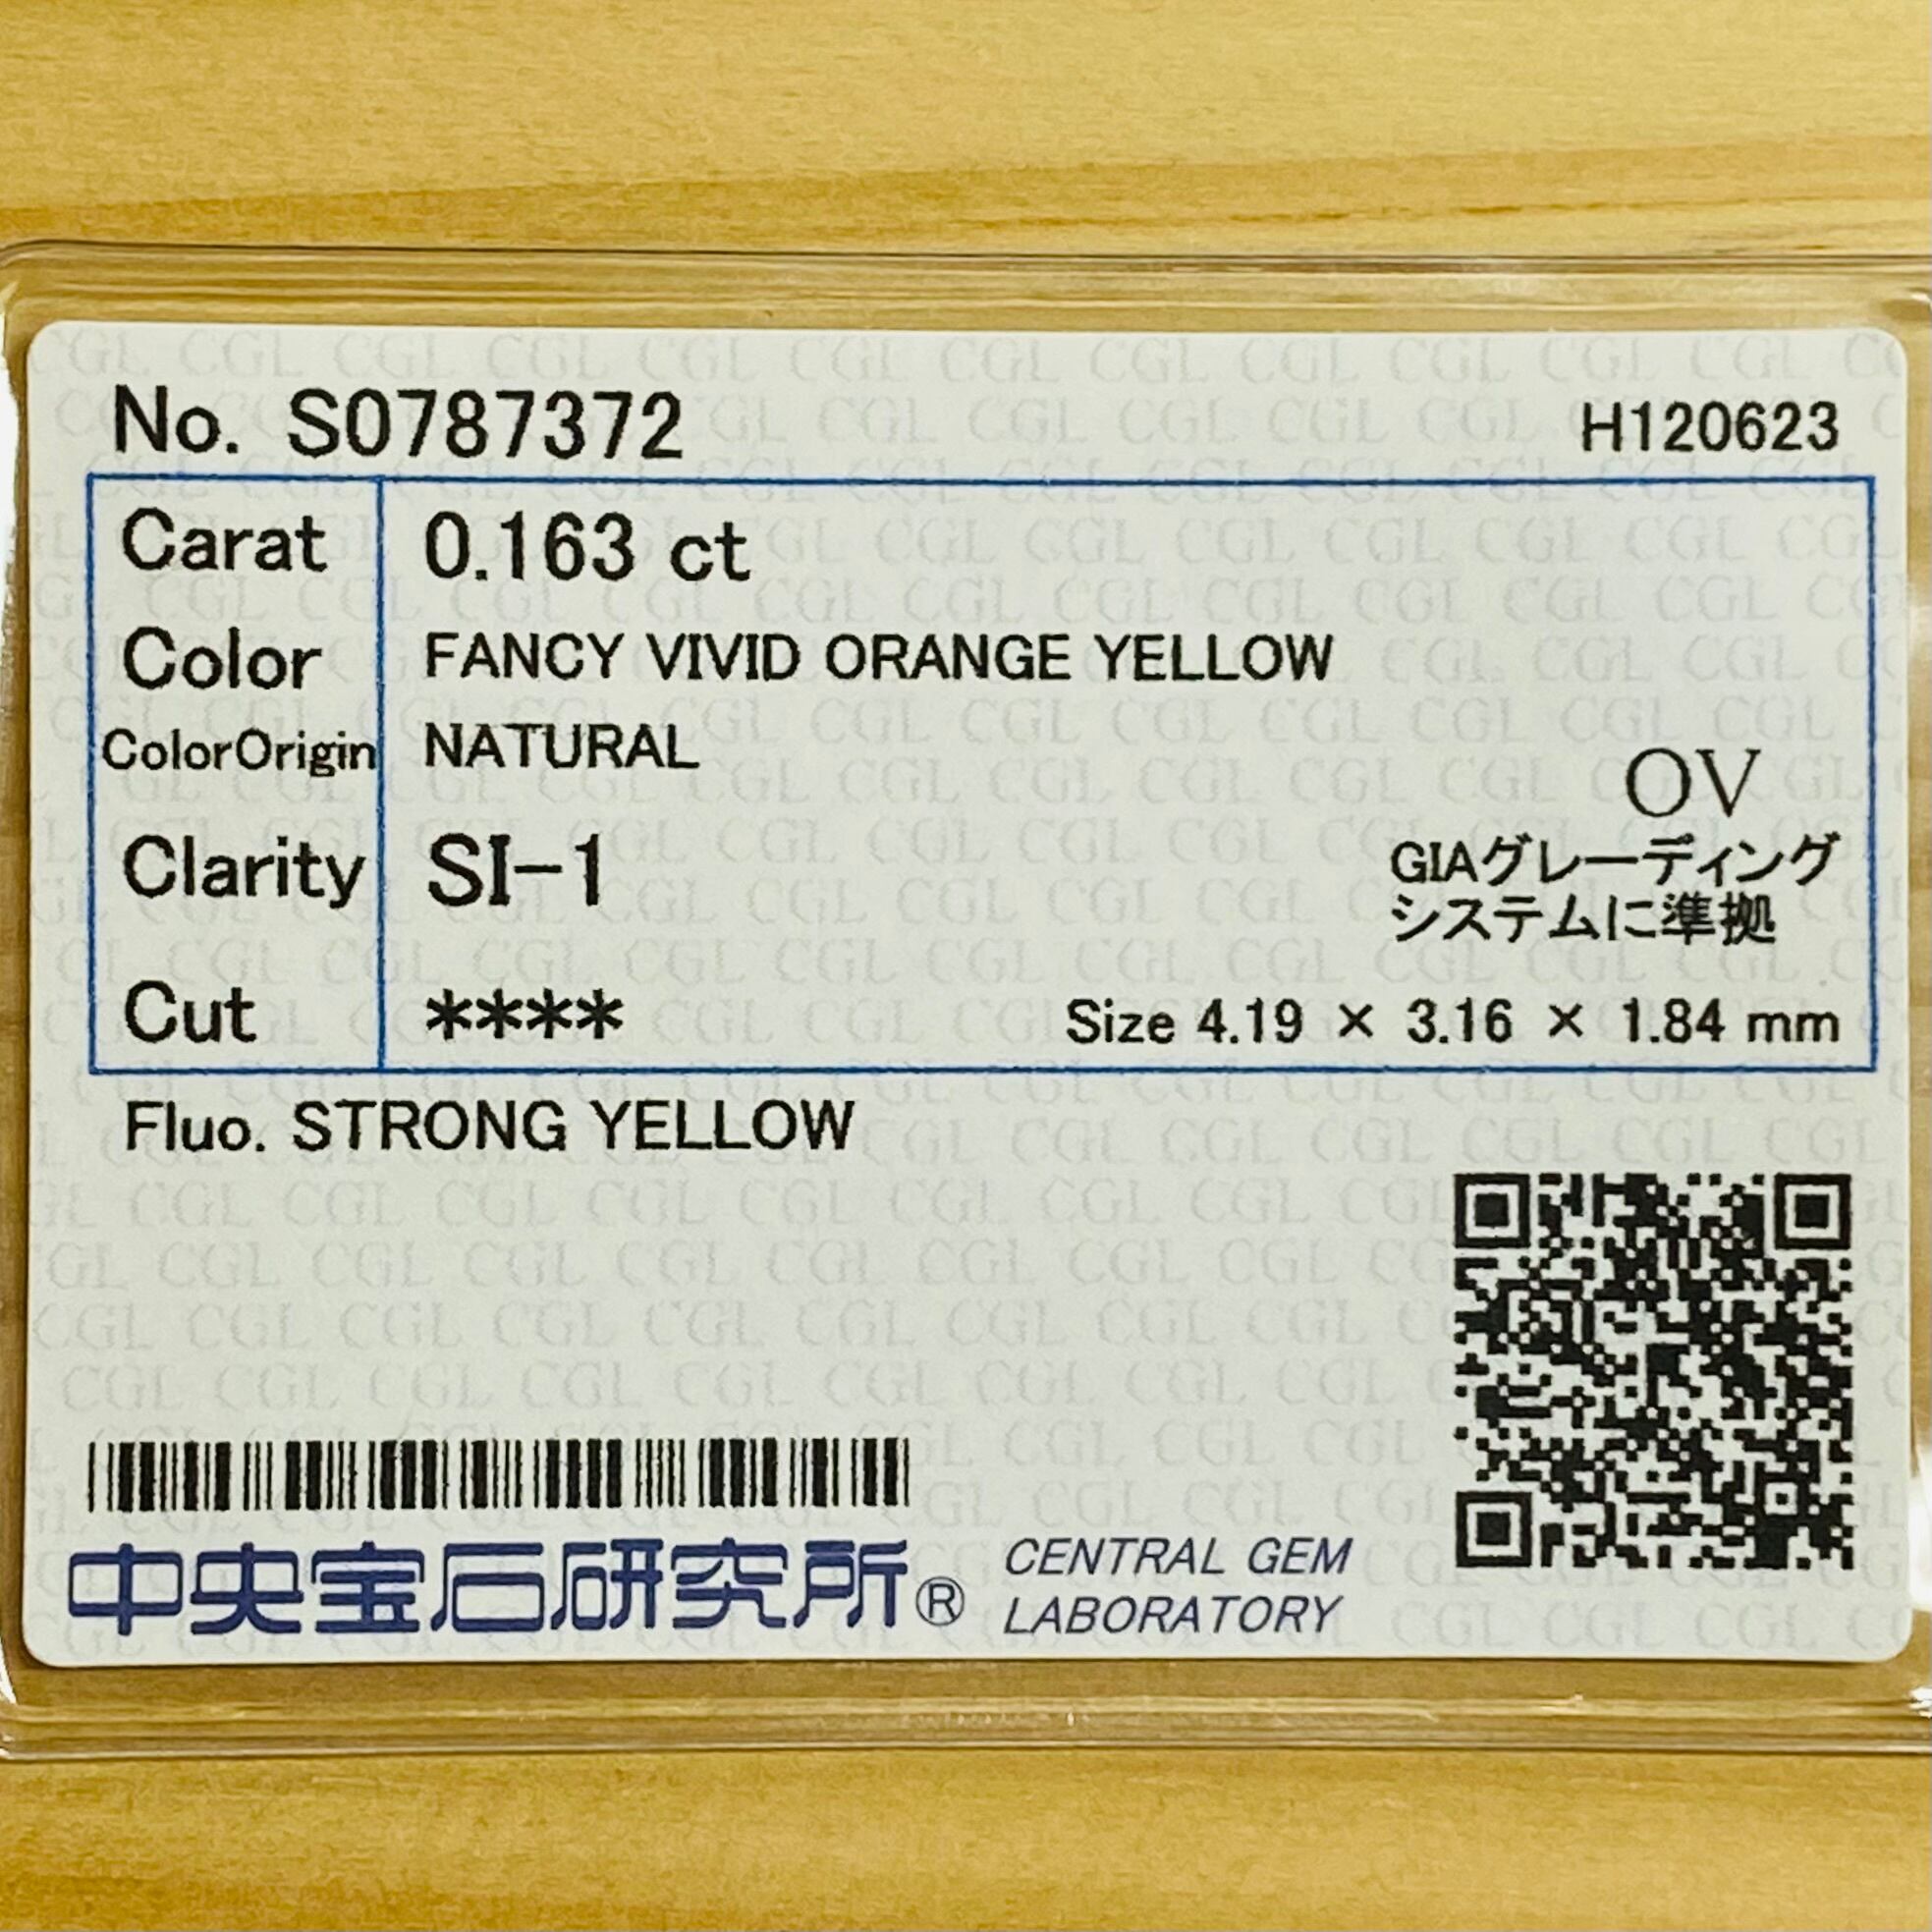 No. S0787372 H120623
Carat 0.163 ct
Color FANCY VIVID ORANGE YELLOW
ColorOrigin NATURAL
OV
Clarity SI-1
GIAグレーディング
システムに準拠
Cut **** Size 4.19 × 3.16 × 1.84 mm
Fluo. STRONG YELLOW
中央宝石研究所® CENTRAL GEM
LABORATORY